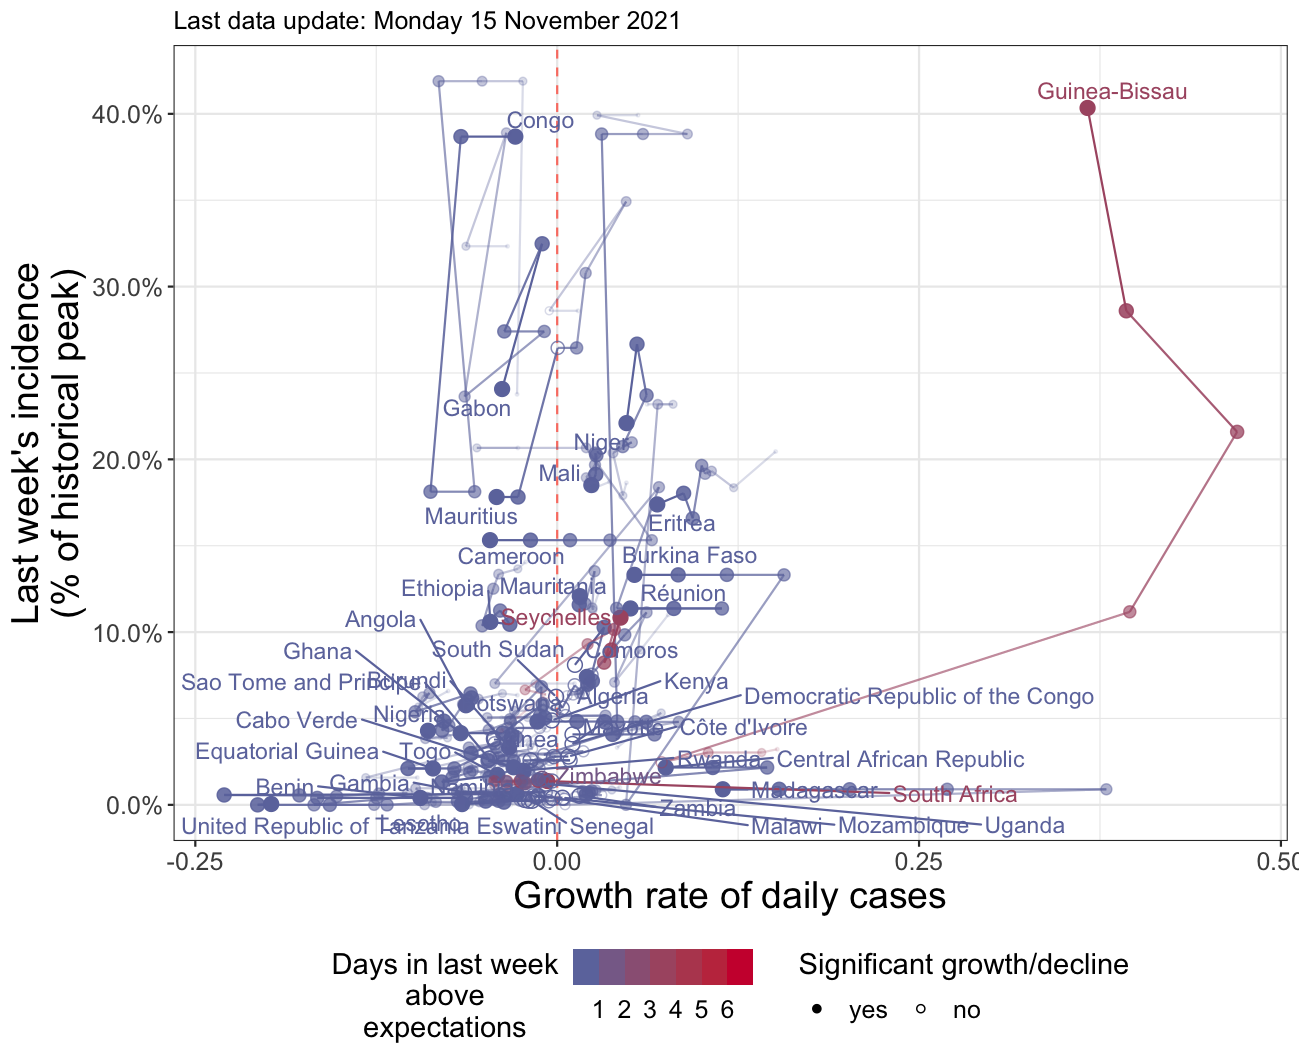 Last data update: Monday 15 November 2021
Last week's incidence
(% of historical peak)
40.0%
30.0%
20.0%
10.0%
0.0%
Guinea-Bissau
Congo
Gabon
Niger
Mali
Mauritius
Eritrea
Cameroon
Burkina Faso
Ethiopia
Mauritania
Réunion
Angola
Seychelles
Ghana
South Sudan
Comoros
Sao Tome and Principe
Burundi
Kenya
Botswana
Algeria
Democratic Republic of the Congo
Cabo Verde
Nigeria
Côte d'Ivoire
Guinea
Equatorial Guinea
Togo
Rwanda
Central African Republic
Benin
Gambia
Zimbabwe
Madagascar
South Africa
Zambia
United Republic of Tanzania
Lesotho
Eswatini
Senegal
Malawi
Mozambique
Uganda
-0.25
0.00
0.25
0.50
Growth rate of daily cases
Days in last week
above
expectations
1 2 3 4 5 6
Significant growth/decline
yes
no